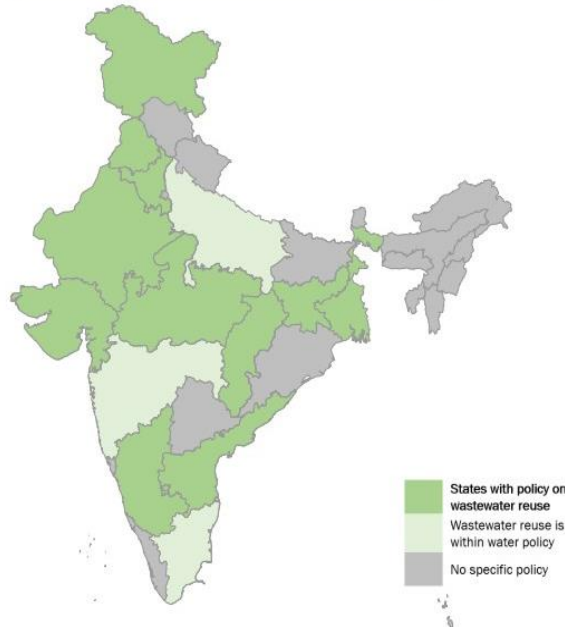 States with policy on
wastewater reuse
Wastewater reuse is
within water policy
No specific policy